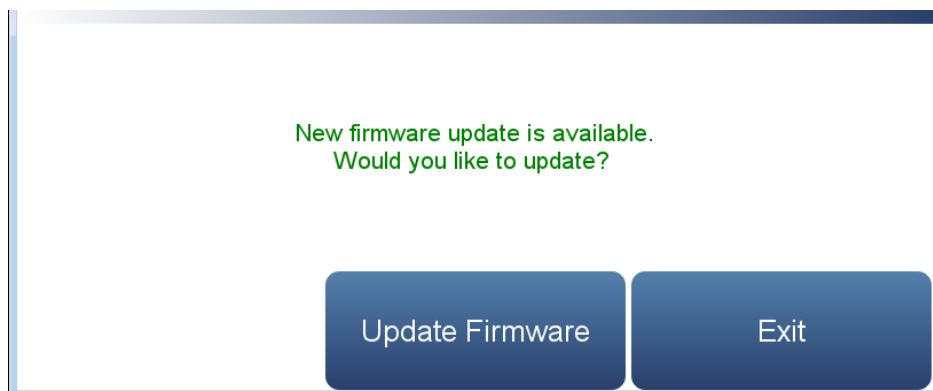 New firmware update is available.
Would you like to update?
Update Firmware
Exit